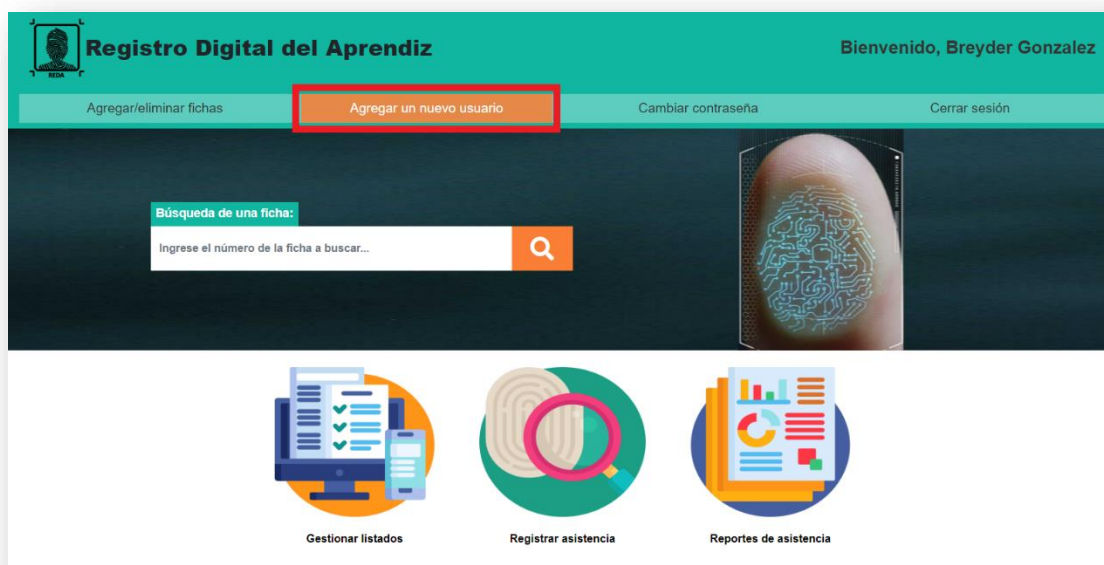 Registro Digital del Aprendiz
Bienvenido, Breyder Gonzalez
REDA
Agregar/eliminar fichas
Agregar un nuevo usuario
Cambiar contraseña
Cerrar sesión
Búsqueda de una ficha:
Ingrese el número de la ficha a buscar...
Gestionar listados
Registrar asistencia
Reportes de asistencia